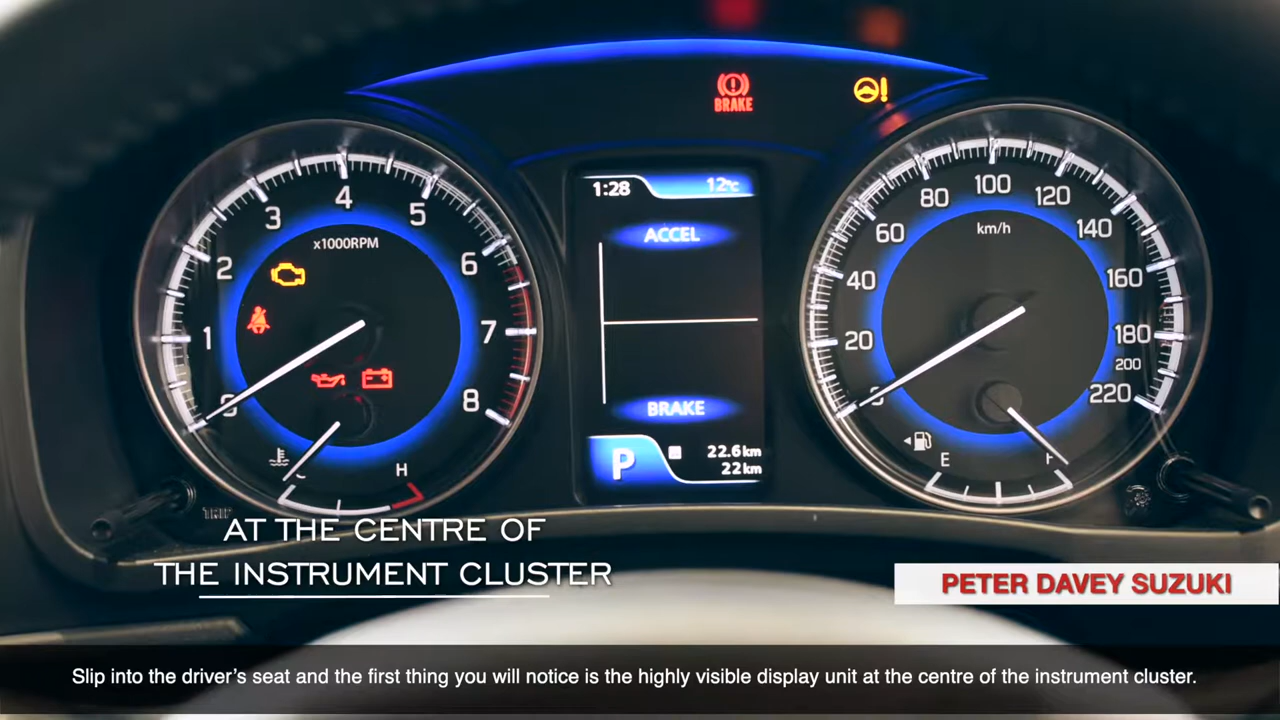 BRAKE
1:28 12°c
ACCEL
BRAKE
P
22.6km
22km
4
3
5
x1000RPM
2
6
1
7
0
8
H
C
TRIP
100
80
120
60
km/h
140
40
160
20
180
200
0
220
E
F
AT THE CENTRE OF
THE INSTRUMENT CLUSTER
PETER DAVEY SUZUKI
Slip into the driver's seat and the first thing you will notice is the highly visible display unit at the centre of the instrument cluster.